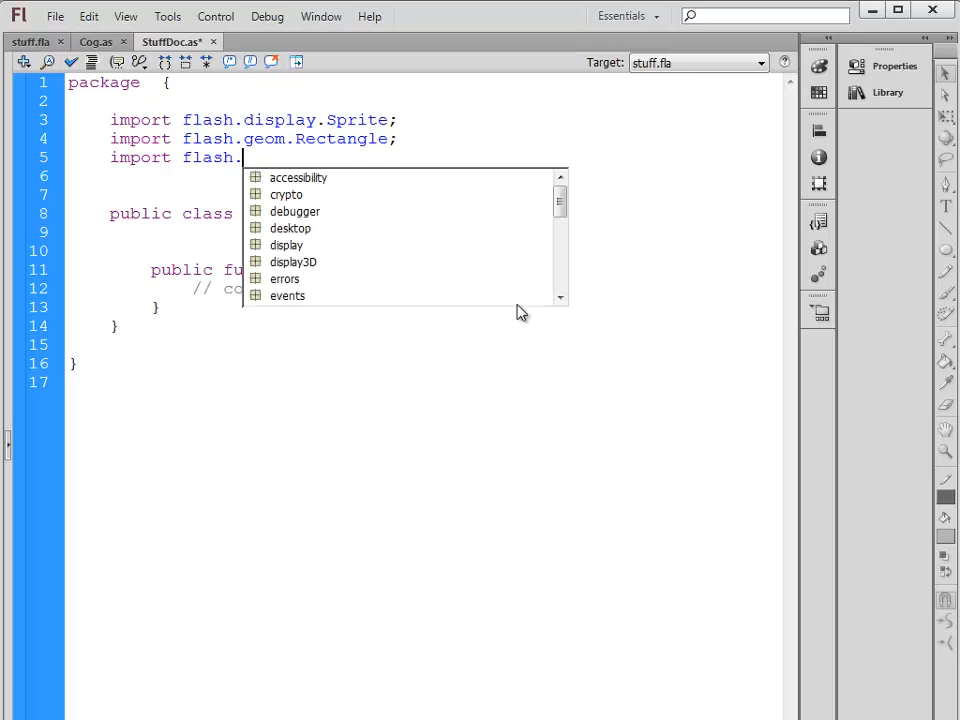 Fl File Edit View Tools Control Debug Window Help Essentials
stuff.fla × Cog.as × StuffDoc.as* ×
Target: stuff.fla
Properties
Library
1 package {
2
3 import flash.display.Sprite;
4 import flash.geom.Rectangle;
5 import flash.
accessibility
6
crypto
7
debugger
8 public class
desktop
9
display
10
display3D
11 public fu
errors
12 // co
events
13 }
14 }
15
16 }
17